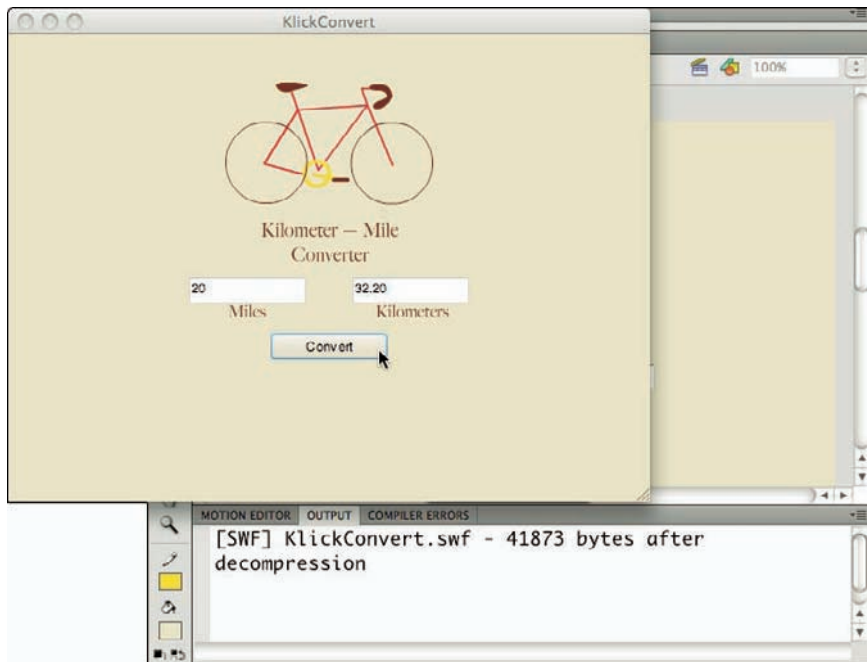 KlickConvert
100%
Kilometer — Mile
Converter
20
32.20
Miles
Kilometers
Convert
MOTION EDITOR
OUTPUT
COMPILER ERRORS
[SWF] KlickConvert.swf - 41873 bytes after
decompression